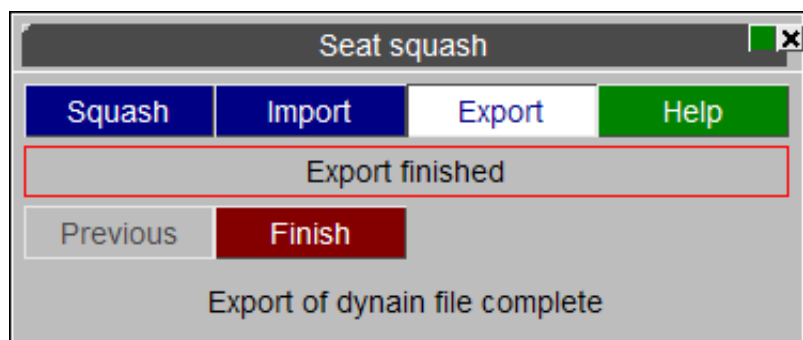 Seat squash
Squash Import Export Help
Export finished
Previous Finish
Export of dynain file complete